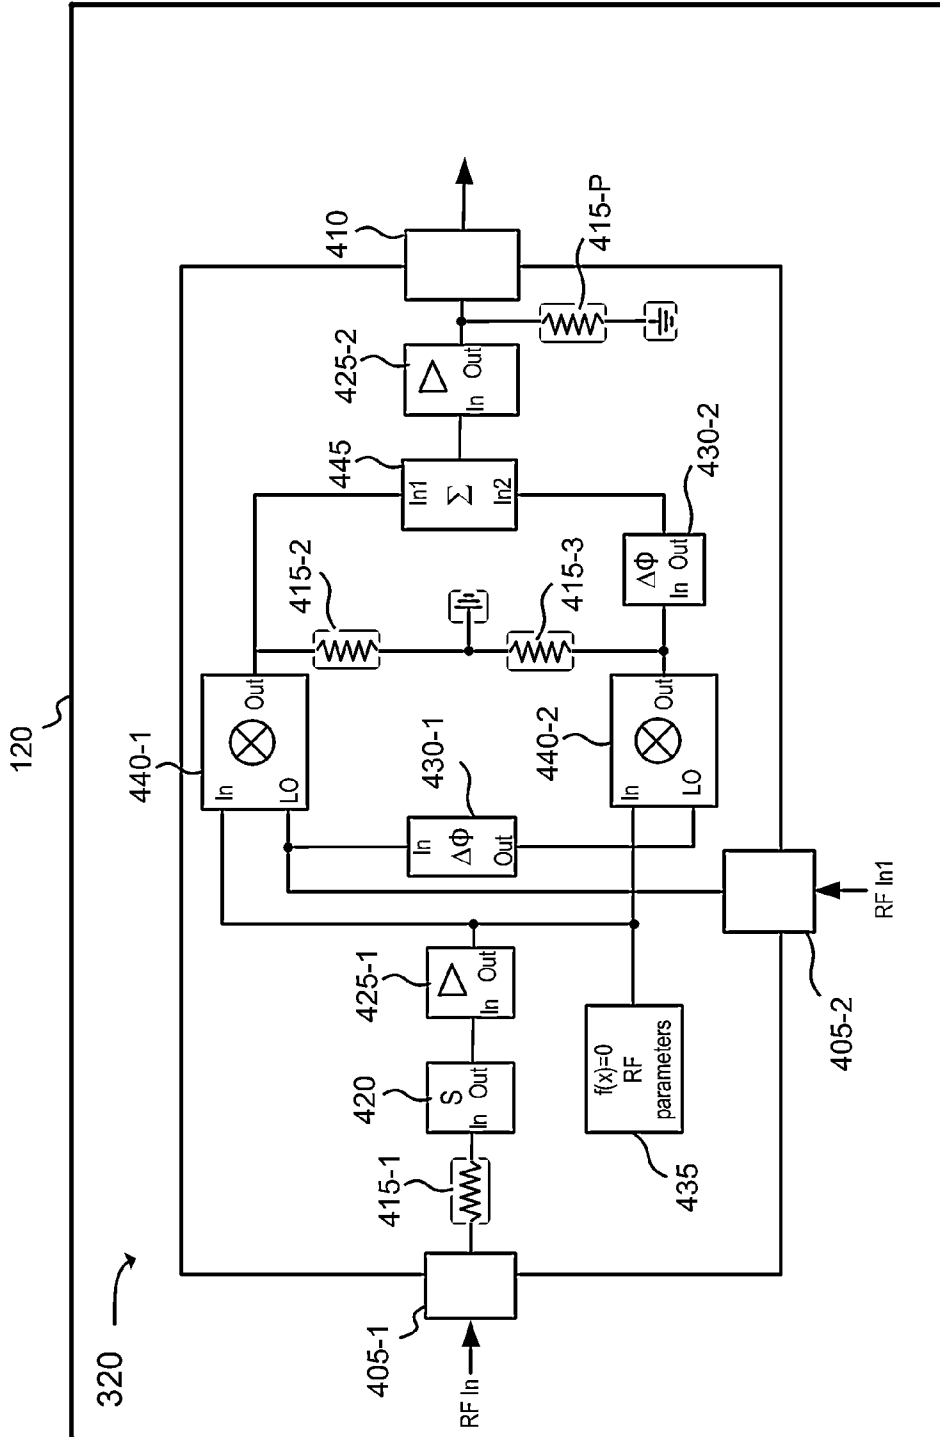 320
120
RF In
405-1
415-1
S
In
Out
420
In
Out
425-1
f(x)=0
RF
parameters
435
RF In1
405-2
In
LO
Out
440-1
In
ΔΦ
Out
430-1
In
LO
Out
440-2
415-2
415-3
ΔΦ
In Out
430-2
In1
Σ
In2
445
In
Out
425-2
410
415-P